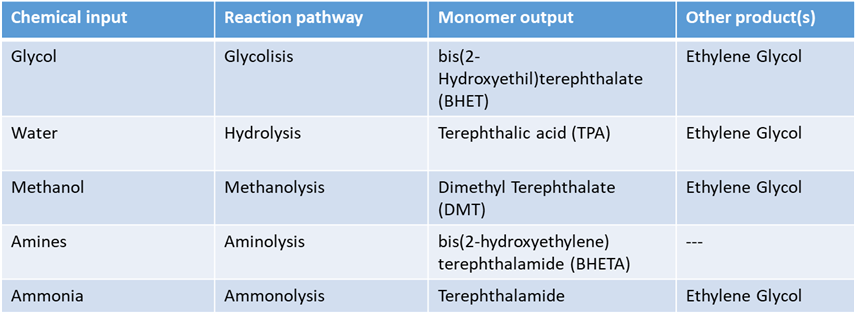 Chemical input Reaction pathway Monomer output Other product(s)
Glycol Glycolisis bis(2- Ethylene Glycol
Hydroxyethil)terephthalate
(BHET)
Water Hydrolysis Terephthalic acid (TPA) Ethylene Glycol
Methanol Methanolysis Dimethyl Terephthalate Ethylene Glycol
(DMT)
Amines Aminolysis bis(2-hydroxyethylene) ---
terephthalamide (BHETA)
Ammonia Ammonolysis Terephthalamide Ethylene Glycol